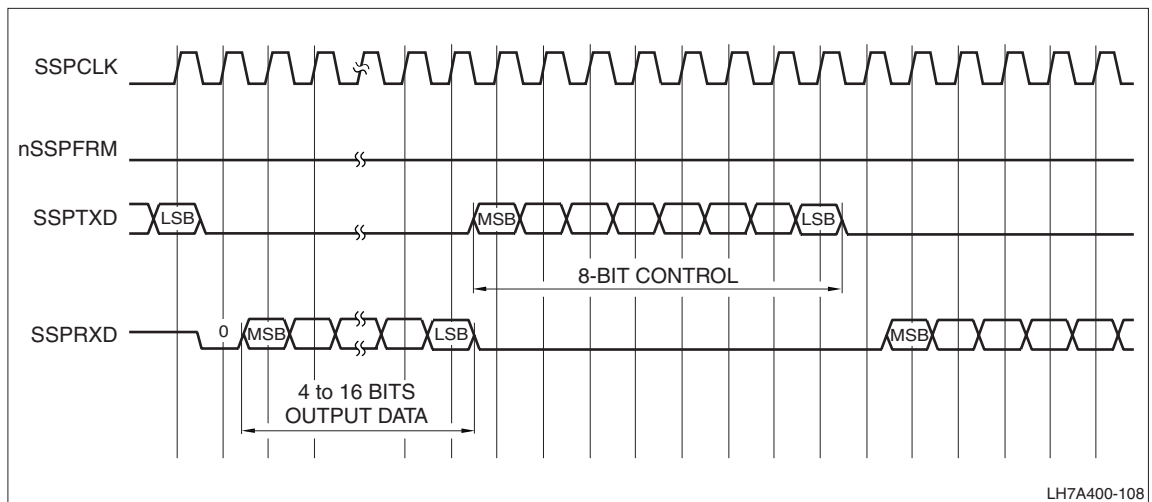 SSPCLK
nSSPFRM
SSPTXD
LSB
MSB
LSB
8-BIT CONTROL
SSPRXD
0
MSB
LSB
MSB
4 to 16 BITS
OUTPUT DATA
LH7A400-108